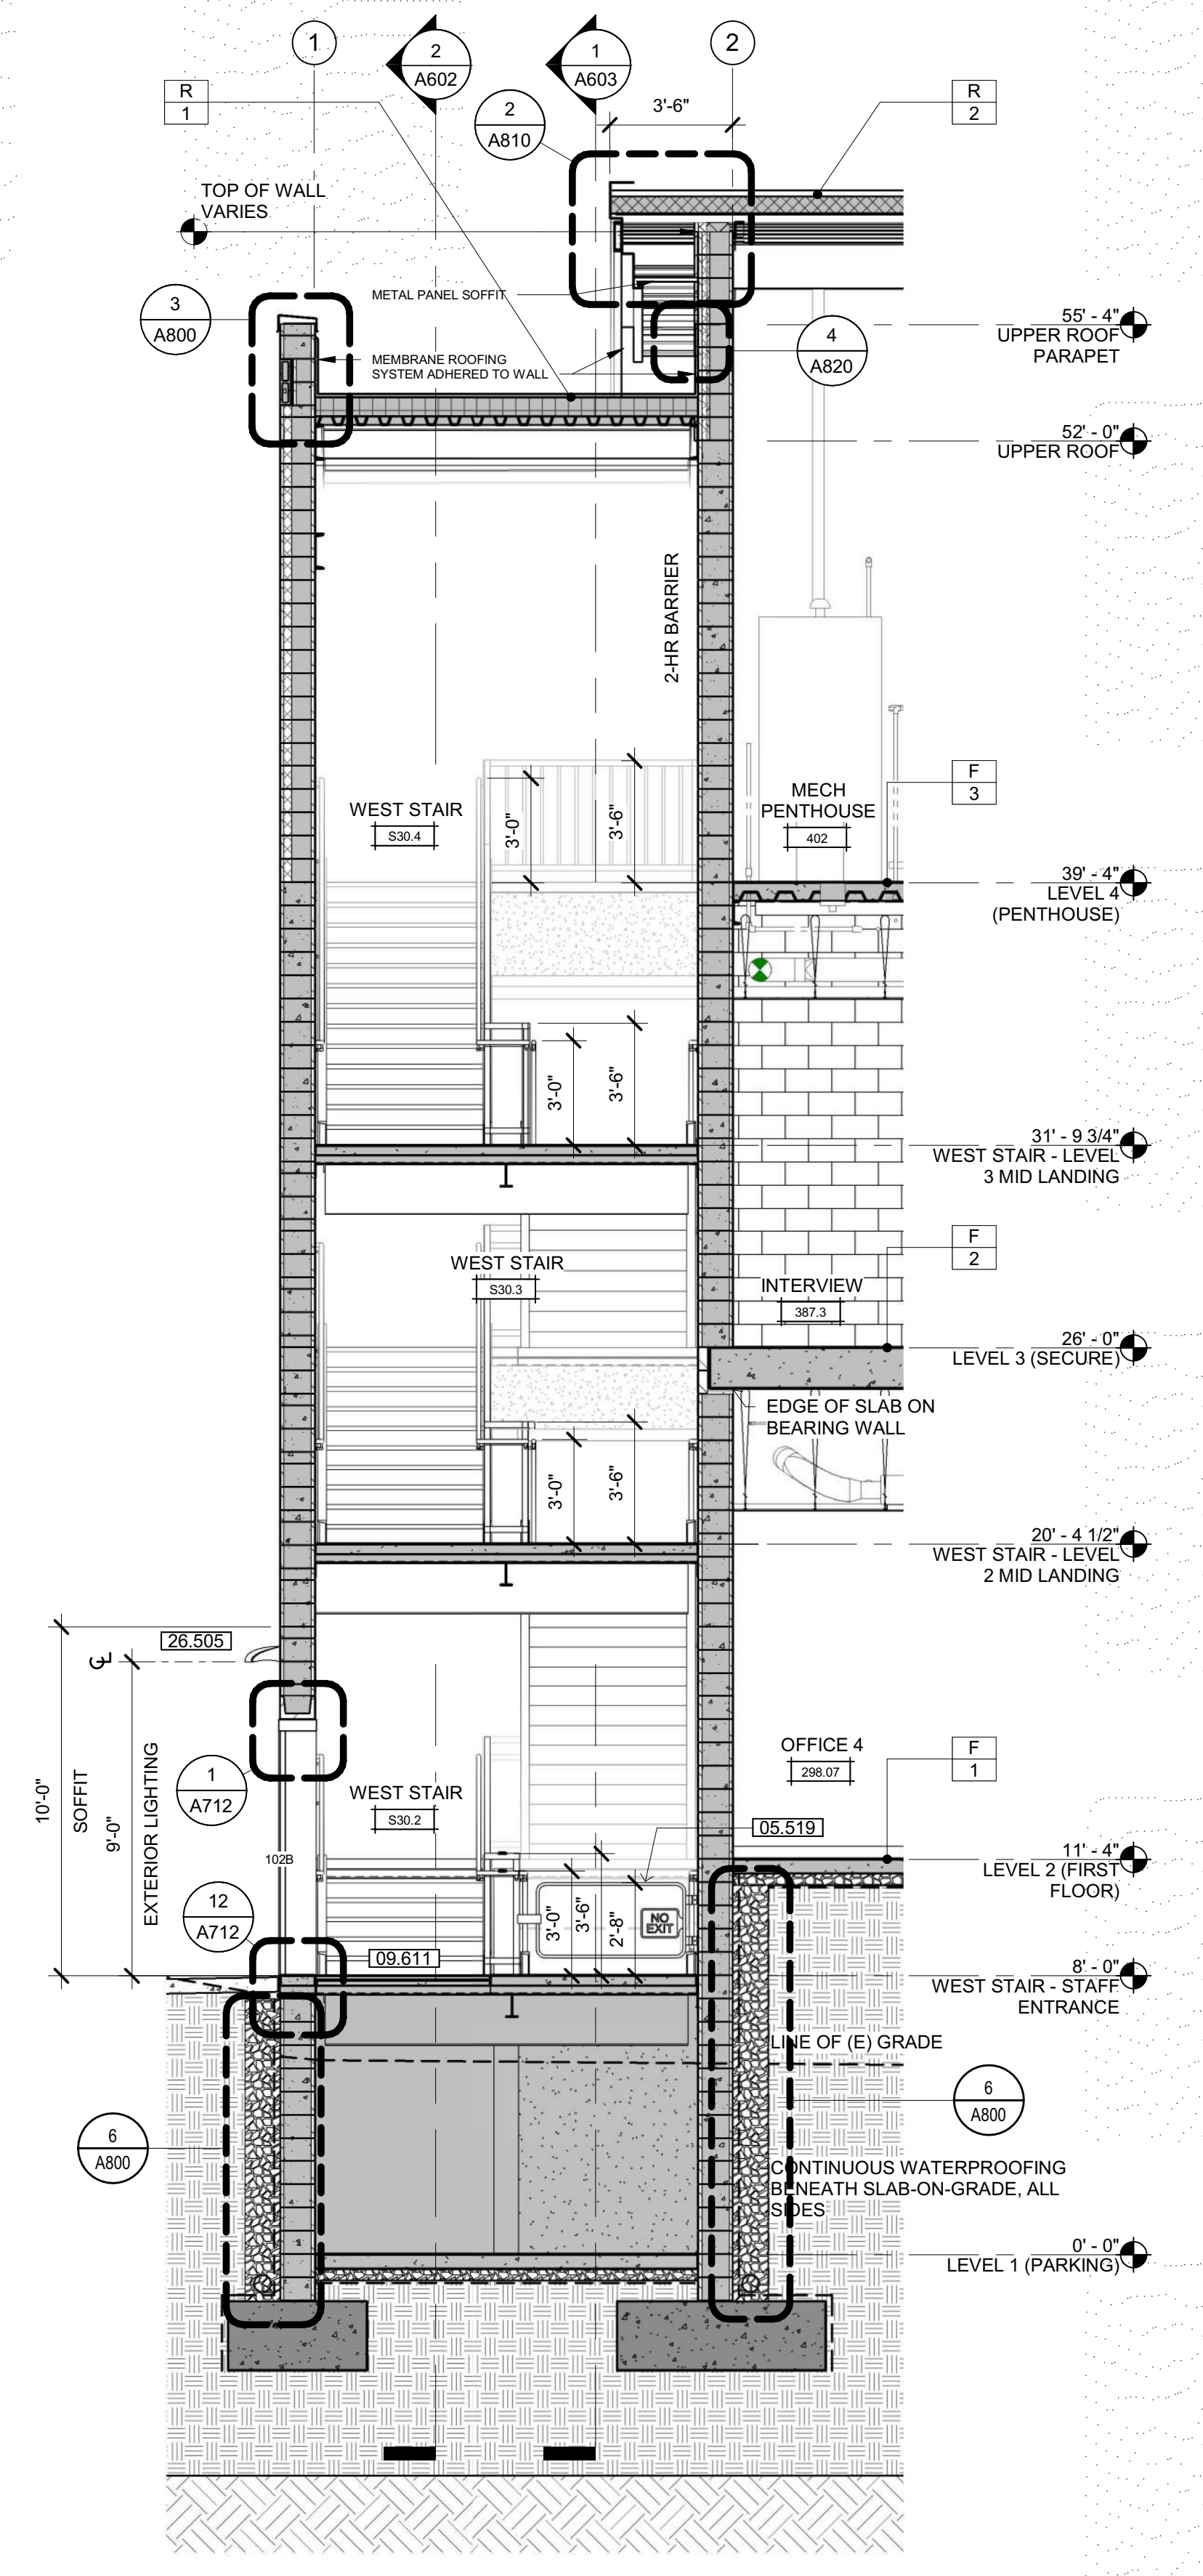 1
2
A602
1
A603
2
R
1
2
A810
3'-6"
R
2
TOP OF WALL
VARIES
METAL PANEL SOFFIT
3
A800
MEMBRANE ROOFING
SYSTEM ADHERED TO WALL
4
A820
55' - 4"
UPPER ROOF
PARAPET
52' - 0"
UPPER ROOF
2-HR BARRIER
WEST STAIR
S30.4
3'-0"
3'-6"
MECH
PENTHOUSE
402
F
3
39' - 4"
LEVEL 4
(PENTHOUSE)
3'-0"
3'-6"
31' - 9 3/4"
WEST STAIR - LEVEL
3 MID LANDING
WEST STAIR
S30.3
F
2
INTERVIEW
387.3
26' - 0"
LEVEL 3 (SECURE)
EDGE OF SLAB ON
BEARING WALL
3'-0"
3'-6"
20' - 4 1/2"
WEST STAIR - LEVEL
2 MID LANDING
26.505
CL
10'-0"
SOFFIT
9'-0"
EXTERIOR LIGHTING
1
A712
WEST STAIR
S30.2
OFFICE 4
298.07
F
1
05.519
102B
11' - 4"
LEVEL 2 (FIRST
FLOOR)
12
A712
3'-0"
3'-6"
2'-8"
NO
EXIT
09.611
8' - 0"
WEST STAIR - STAFF
ENTRANCE
LINE OF (E) GRADE
6
A800
6
A800
CONTINUOUS WATERPROOFING
BENEATH SLAB-ON-GRADE, ALL
SIDES
0' - 0"
LEVEL 1 (PARKING)